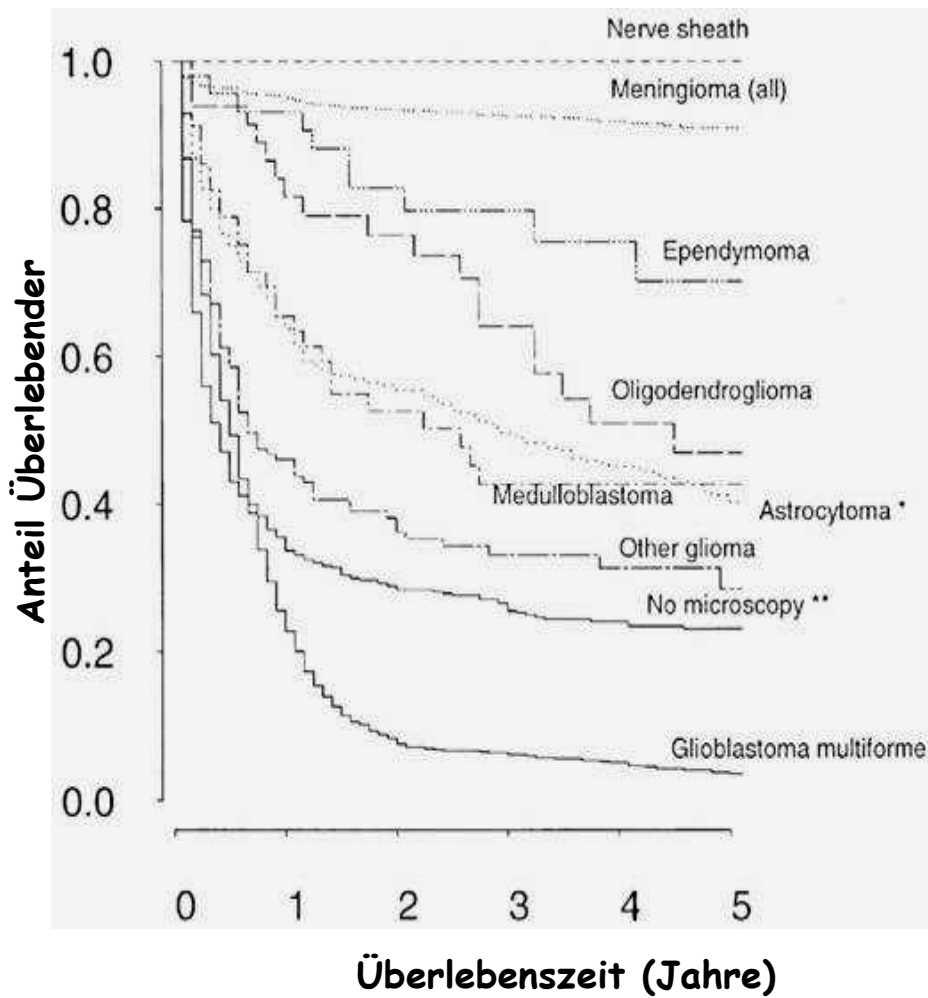 Nerve sheath
1.0
Meningioma (all)
0.8
Ependymoma
0.6
Oligodendroglioma
Medulloblastoma
Astrocytoma *
0.4
Other glioma
No microscopy **
0.2
Glioblastoma multiforme
0.0
Anteil Überlebender
0 1 2 3 4 5
Überlebenszeit (Jahre)